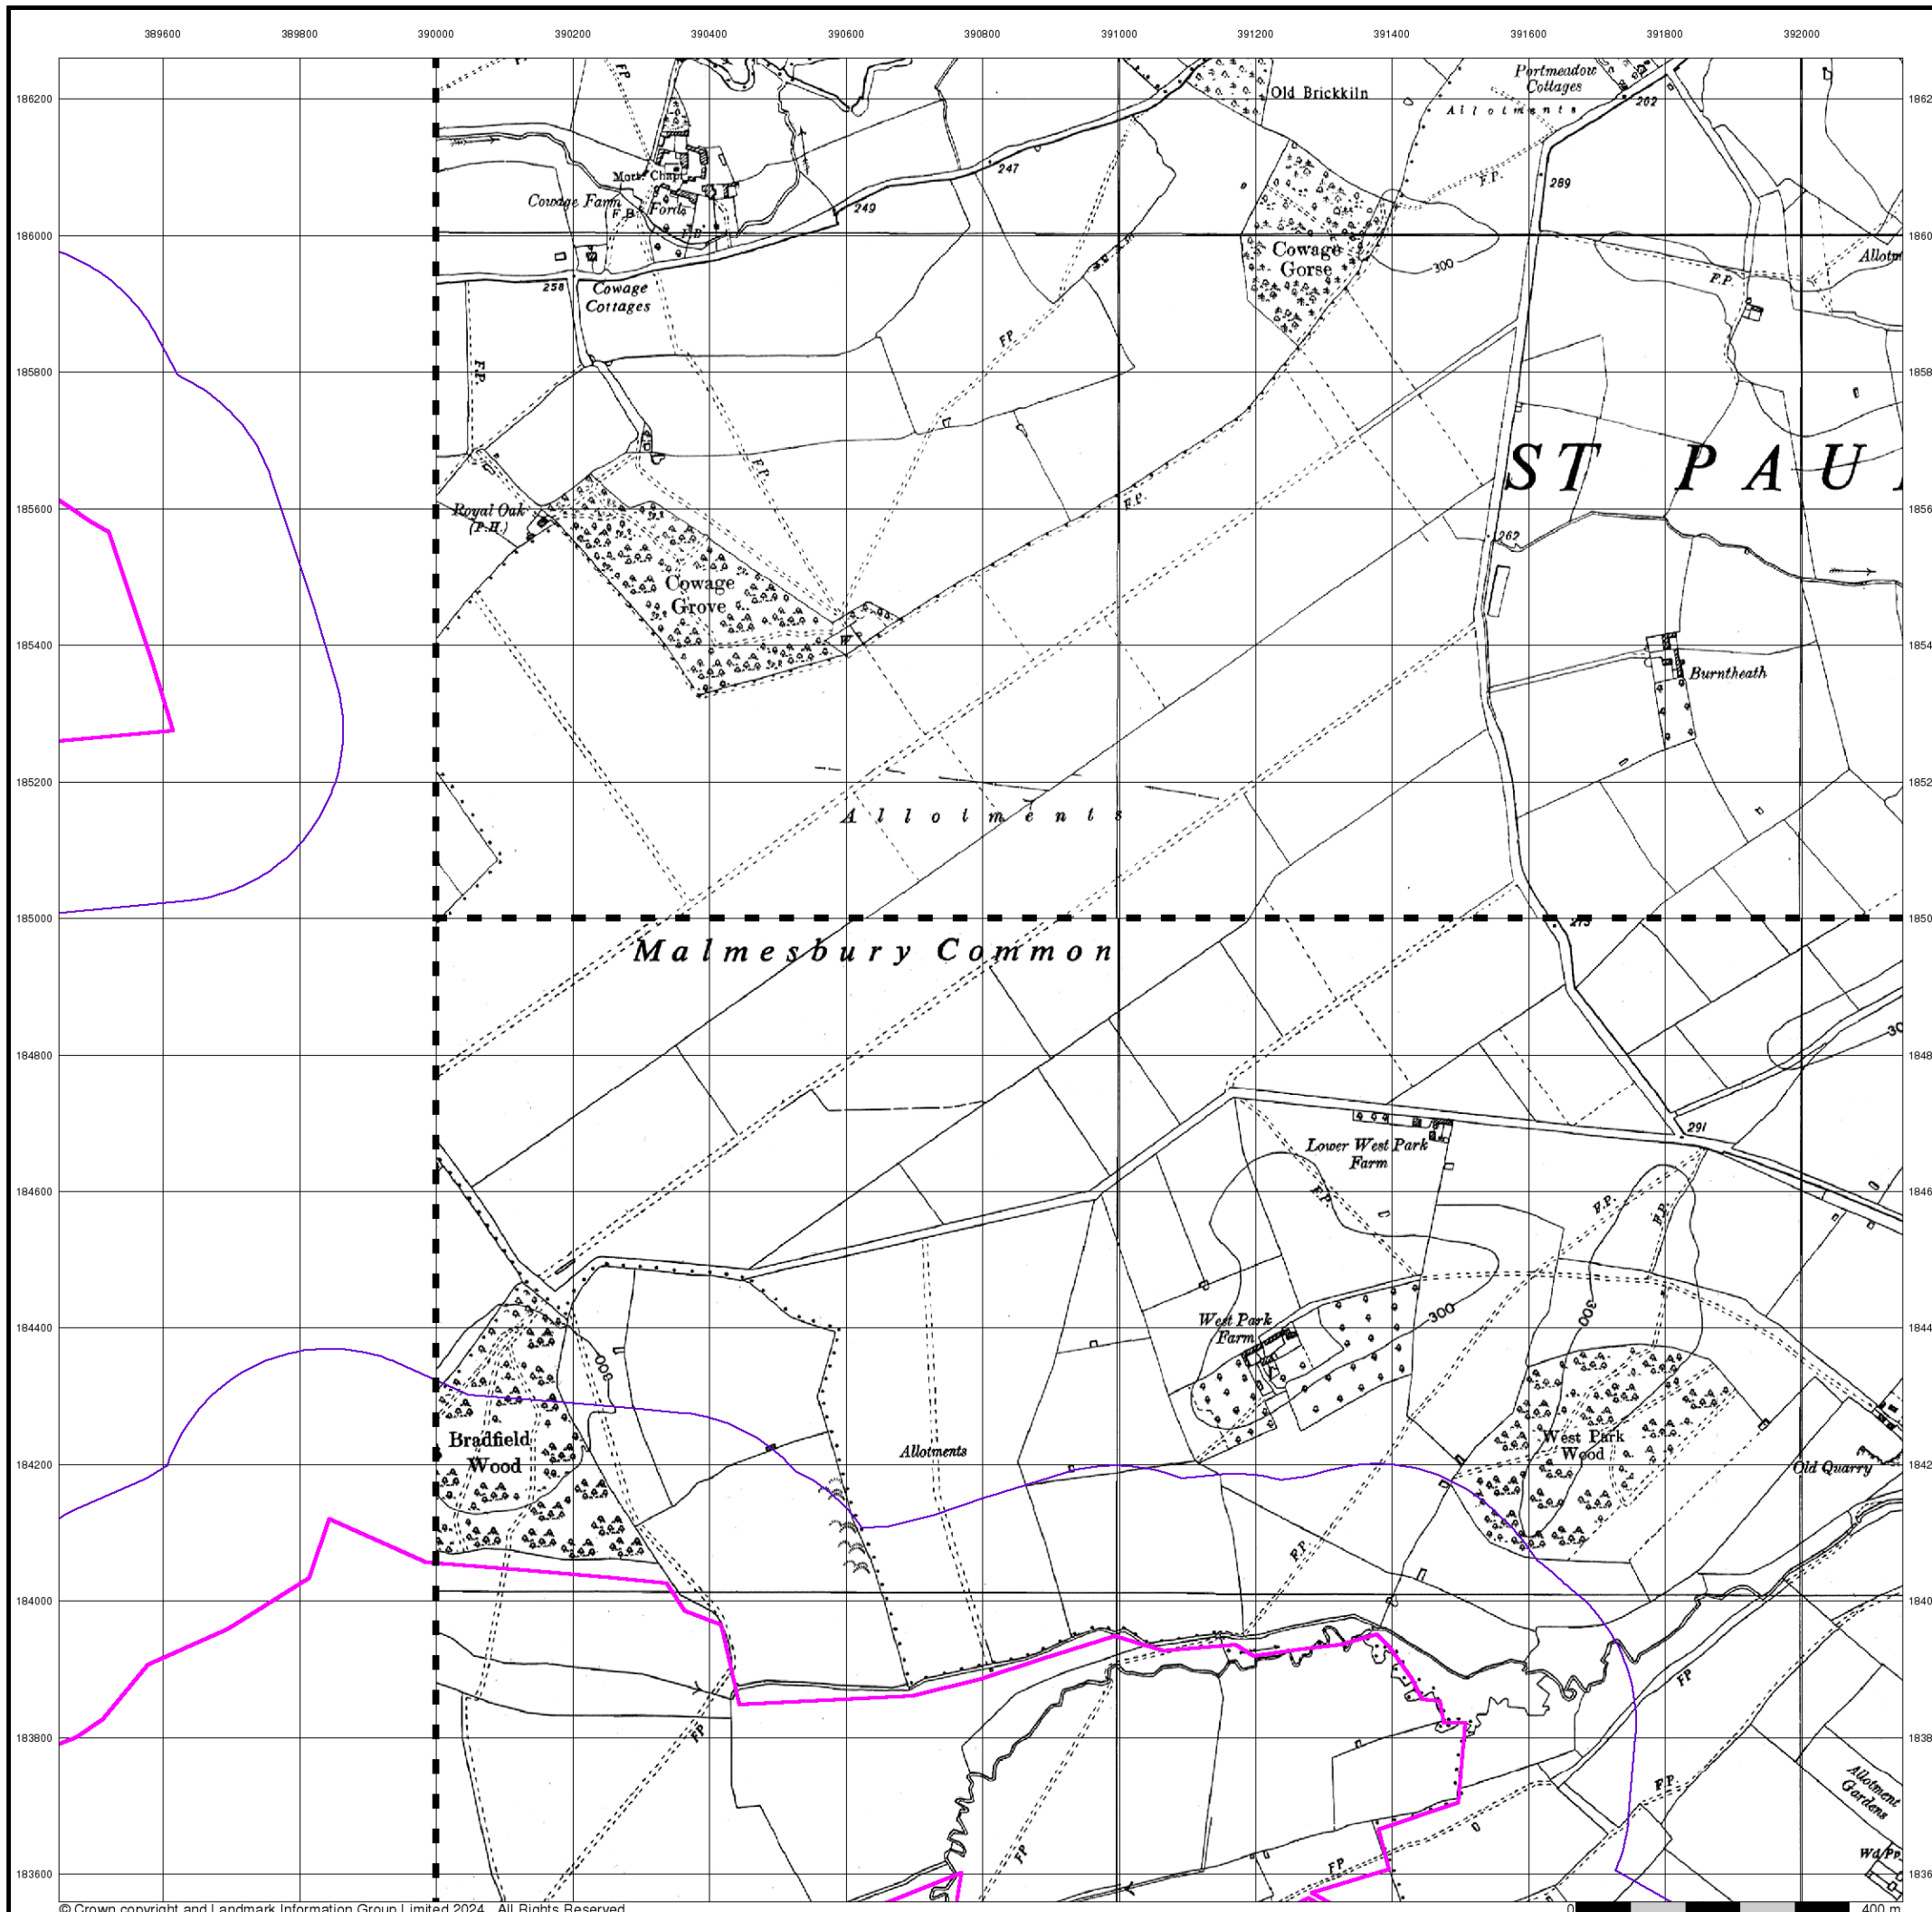 389600 389800 390000 390200 390400 390600 390800 391000 391200 391400 391600 391800 392000
186200
Portmeadow
Cottages
262
Old Brickkiln
Allotments
F.P.
FP
Cowage Farm
Ford
F.B
247
249
289
F.P.
186000
Cowage
Gorse
300
F.P.
258
Cowage
Cottages
F.P.
FP
185800
F.P.
ST PAU
185600
Royal Oak
(P.H.)
F.P.
262
Cowage
Grove
185400
W
Burntheath
185200
Allotments
185000
273
Malmesbury Common
184800
291
Lower West Park
Farm
184600
F.P.
F.P.
F.P.
300
300
184400
West Park
Farm
Bradfield
Wood
Allotments
West Park
Wood
184200
Old Quarry
F.P.
184000
FP
183800
FP
F.P.
Allotment
Gardens
FP
FP
183600
© Crown copyright and Landmark Information Group Limited 2024. All Rights Reserved.
0 400 m